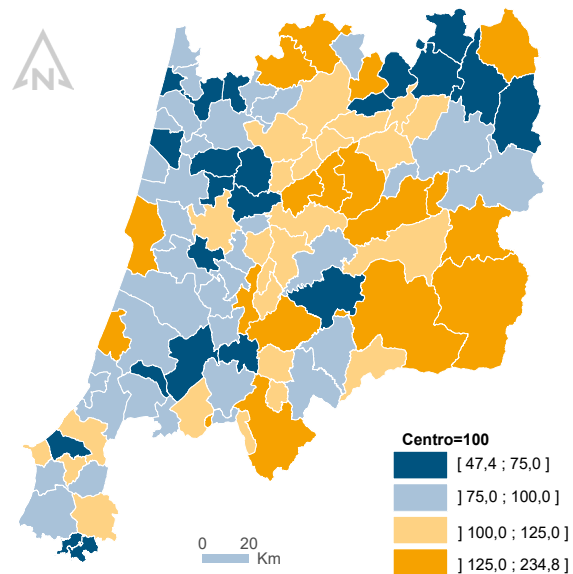 N
Centro=100
[ 47,4 ; 75,0 ]
] 75,0 ; 100,0 ]
] 100,0 ; 125,0 ]
] 125,0 ; 234,8 ]
0 20
Km